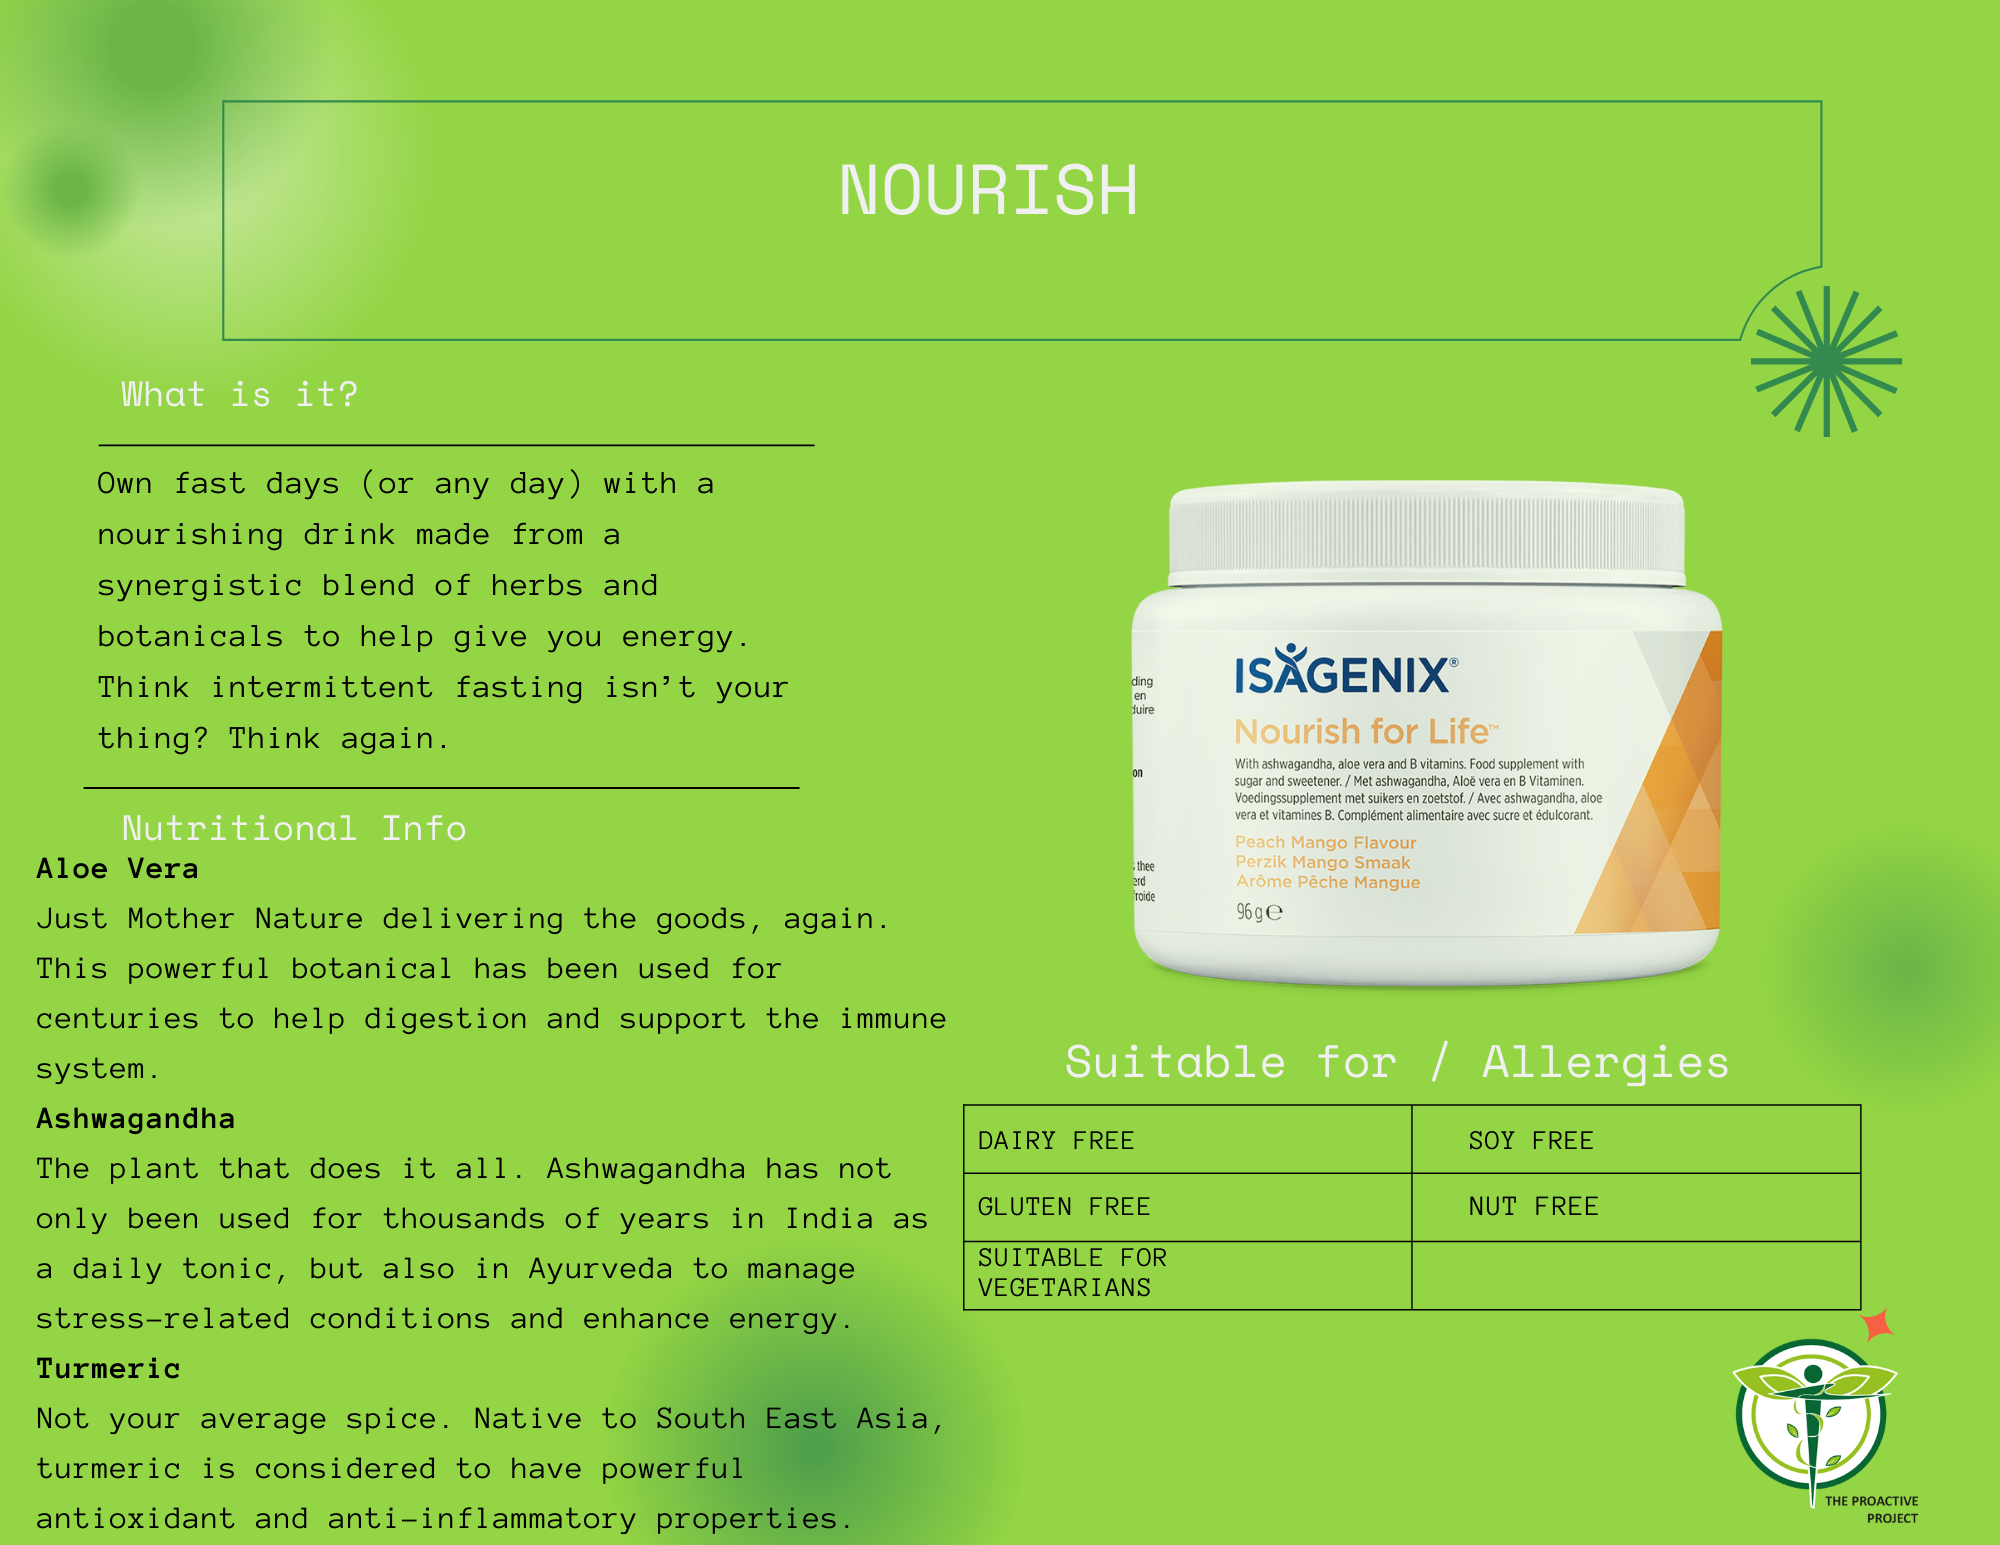 NOURISH
What is it?
Own fast days (or any day) with a
nourishing drink made from a
synergistic blend of herbs and
botanicals to help give you energy.
Think intermittent fasting isn’t your
thing? Think again.
Nutritional Info
Aloe Vera
Just Mother Nature delivering the goods, again.
This powerful botanical has been used for
centuries to help digestion and support the immune
system.
Ashwagandha
The plant that does it all. Ashwagandha has not
only been used for thousands of years in India as
a daily tonic, but also in Ayurveda to manage
stress-related conditions and enhance energy.
Turmeric
Not your average spice. Native to South East Asia,
turmeric is considered to have powerful
antioxidant and anti-inflammatory properties.
ding
en
duire
on
thee
erd
roide
ISAGENIX®
Nourish for Life™
With ashwagandha, aloe vera and B vitamins. Food supplement with
sugar and sweetener. / Met ashwagandha, Aloë vera en B Vitaminen.
Voedingssupplement met suikers en zoetstof. / Avec ashwagandha, aloe
vera et vitamines B. Complément alimentaire avec sucre et édulcorant.
Peach Mango Flavour
Perzik Mango Smaak
Arôme Pêche Mangue
96 g ℮
Suitable for / Allergies
DAIRY FREE
SOY FREE
GLUTEN FREE
NUT FREE
SUITABLE FOR
VEGETARIANS
THE PROACTIVE
PROJECT